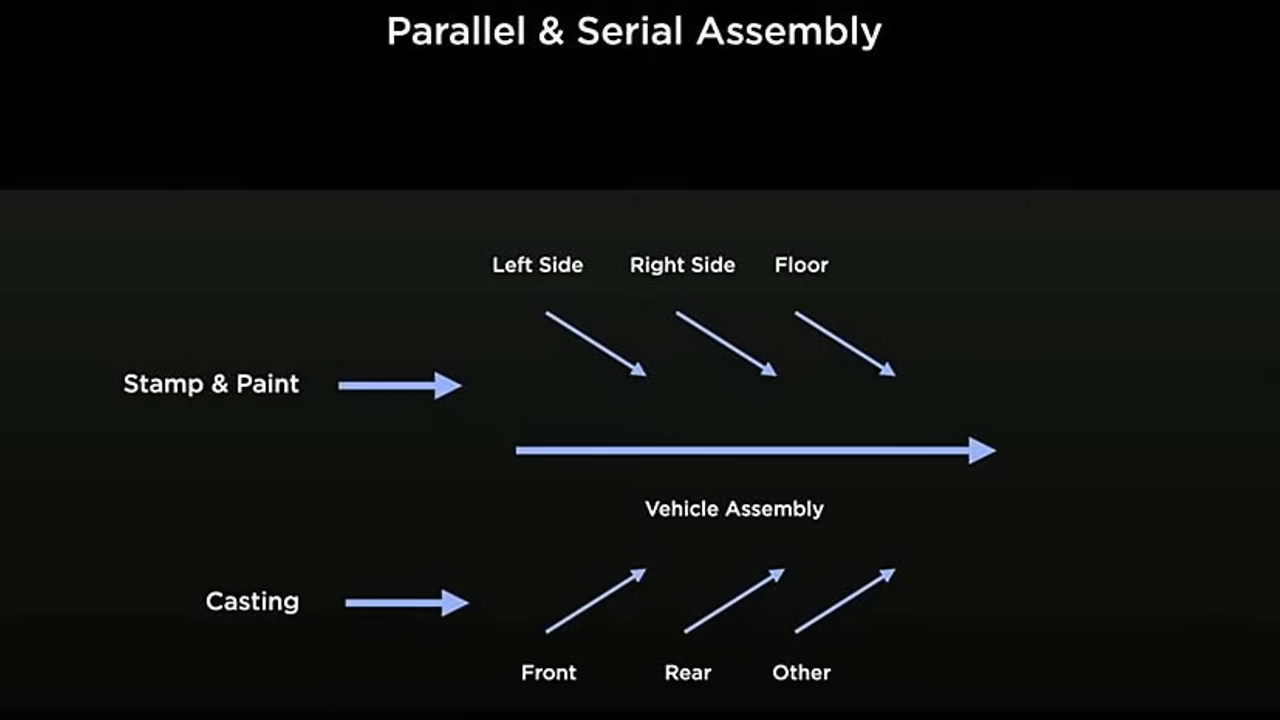 Parallel & Serial Assembly
Left Side
Right Side
Floor
Stamp & Paint
Vehicle Assembly
Casting
Front
Rear
Other